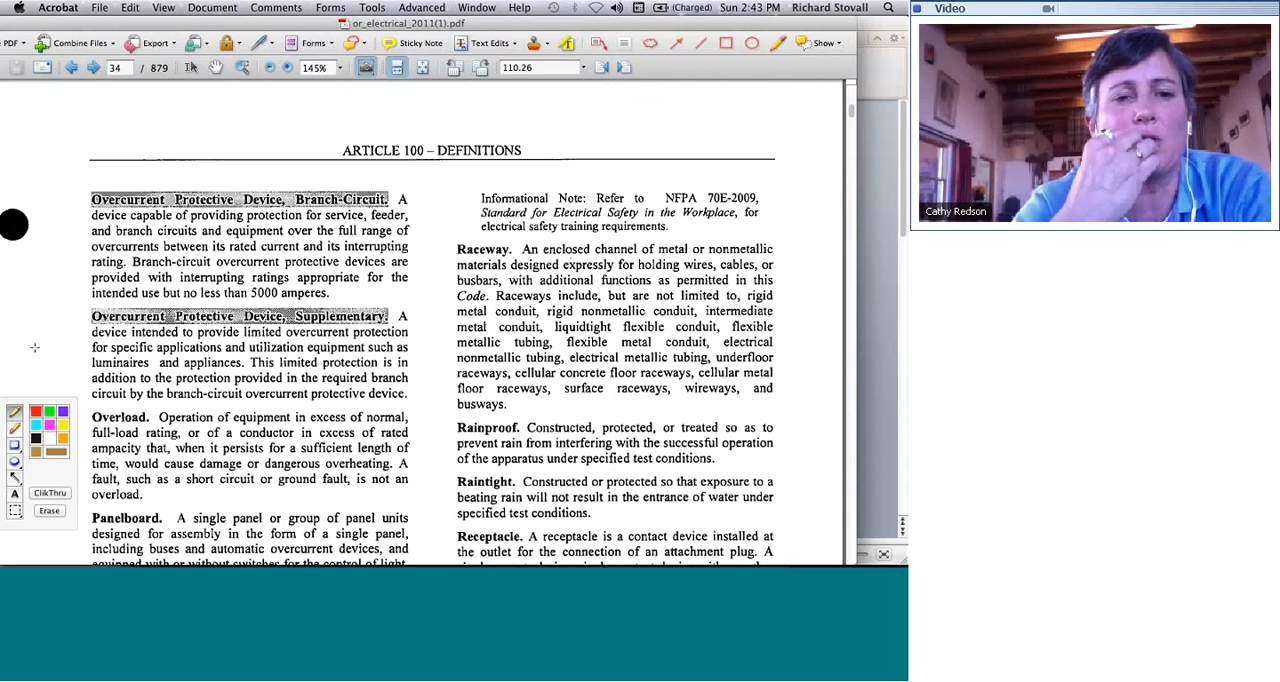 Acrobat File Edit View Document Comments Forms Tools Advanced Window Help (Charged) Sun 2:43 PM Richard Stovall
or_electrical_2011(1).pdf
PDF Combine Files Export Forms Sticky Note Text Edits Show
34 / 879 145% 110.26
ARTICLE 100 – DEFINITIONS
Overcurrent Protective Device, Branch-Circuit. A
device capable of providing protection for service, feeder,
and branch circuits and equipment over the full range of
overcurrents between its rated current and its interrupting
rating. Branch-circuit overcurrent protective devices are
provided with interrupting ratings appropriate for the
intended use but no less than 5000 amperes.
Overcurrent Protective Device, Supplementary. A
device intended to provide limited overcurrent protection
for specific applications and utilization equipment such as
luminaires and appliances. This limited protection is in
addition to the protection provided in the required branch
circuit by the branch-circuit overcurrent protective device.
Overload. Operation of equipment in excess of normal,
full-load rating, or of a conductor in excess of rated
ampacity that, when it persists for a sufficient length of
time, would cause damage or dangerous overheating. A
fault, such as a short circuit or ground fault, is not an
overload.
Panelboard. A single panel or group of panel units
designed for assembly in the form of a single panel,
including buses and automatic overcurrent devices, and
equipped with or without switches for the control of light,
Informational Note: Refer to NFPA 70E-2009,
Standard for Electrical Safety in the Workplace, for
electrical safety training requirements.
Raceway. An enclosed channel of metal or nonmetallic
materials designed expressly for holding wires, cables, or
busbars, with additional functions as permitted in this
Code. Raceways include, but are not limited to, rigid
metal conduit, rigid nonmetallic conduit, intermediate
metal conduit, liquidtight flexible conduit, flexible
metallic tubing, flexible metal conduit, electrical
nonmetallic tubing, electrical metallic tubing, underfloor
raceways, cellular concrete floor raceways, cellular metal
floor raceways, surface raceways, wireways, and
busways.
Rainproof. Constructed, protected, or treated so as to
prevent rain from interfering with the successful operation
of the apparatus under specified test conditions.
Raintight. Constructed or protected so that exposure to a
beating rain will not result in the entrance of water under
specified test conditions.
Receptacle. A receptacle is a contact device installed at
the outlet for the connection of an attachment plug. A
A
ClikThru
Erase
Video
Cathy Redson